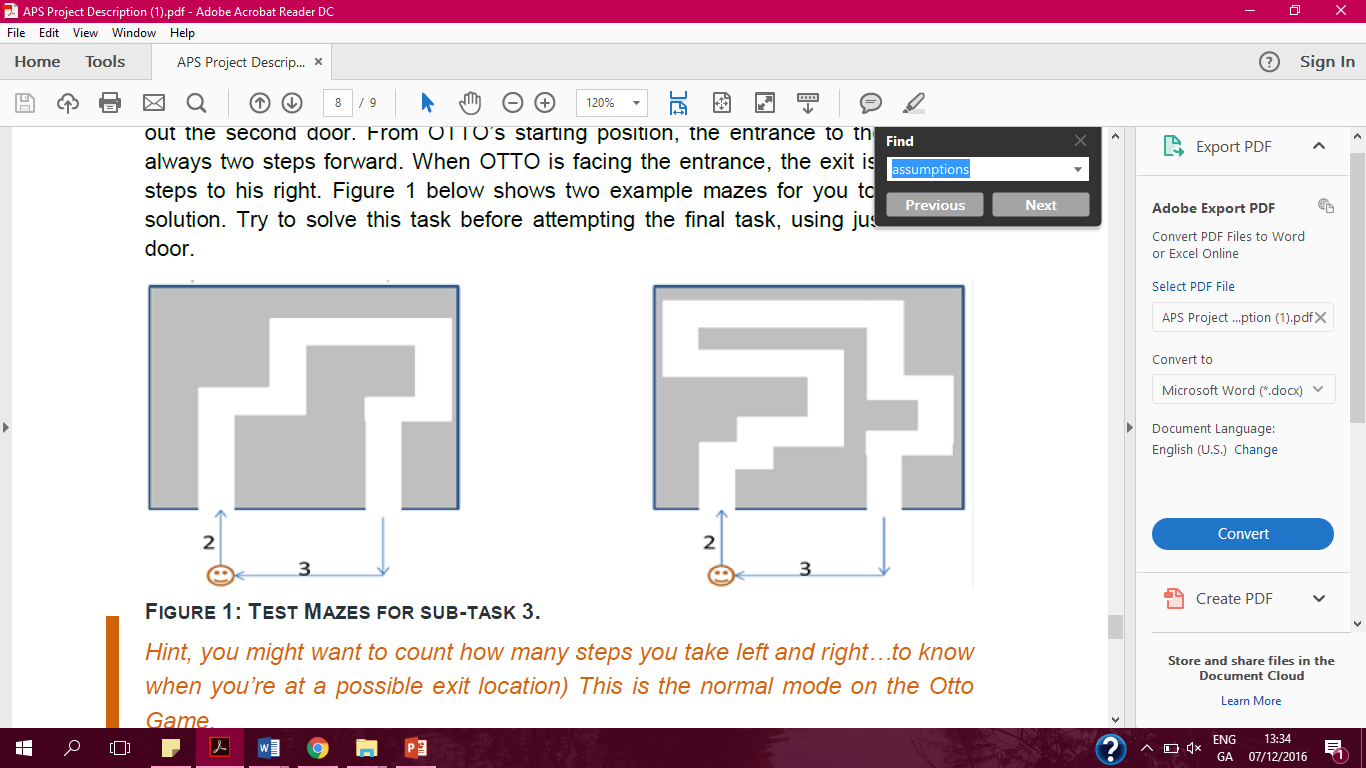 APS Project Description (1).pdf - Adobe Acrobat Reader DC
File Edit View Window Help
Home Tools APS Project Descrip... × Sign In
8 / 9 120%
out the second door. From OTTO's starting position, the entrance to the
always two steps forward. When OTTO is facing the entrance, the exit is
steps to his right. Figure 1 below shows two example mazes for you to
solution. Try to solve this task before attempting the final task, using
door.
Find
assumptions
Previous Next
2
3
2
3
FIGURE 1: TEST MAZES FOR SUB-TASK 3.
Hint, you might want to count how many steps you take left and right…to know
when you're at a possible exit location) This is the normal mode on the Otto
Game.
Export PDF
Adobe Export PDF
Convert PDF Files to Word
or Excel Online
Select PDF File
APS Project ...ption (1).pdf
Convert to
Microsoft Word (*.docx)
Document Language:
English (U.S.) Change
Convert
Create PDF
Store and share files in the
Document Cloud
Learn More
ENG
GA
13:34
07/12/2016
1